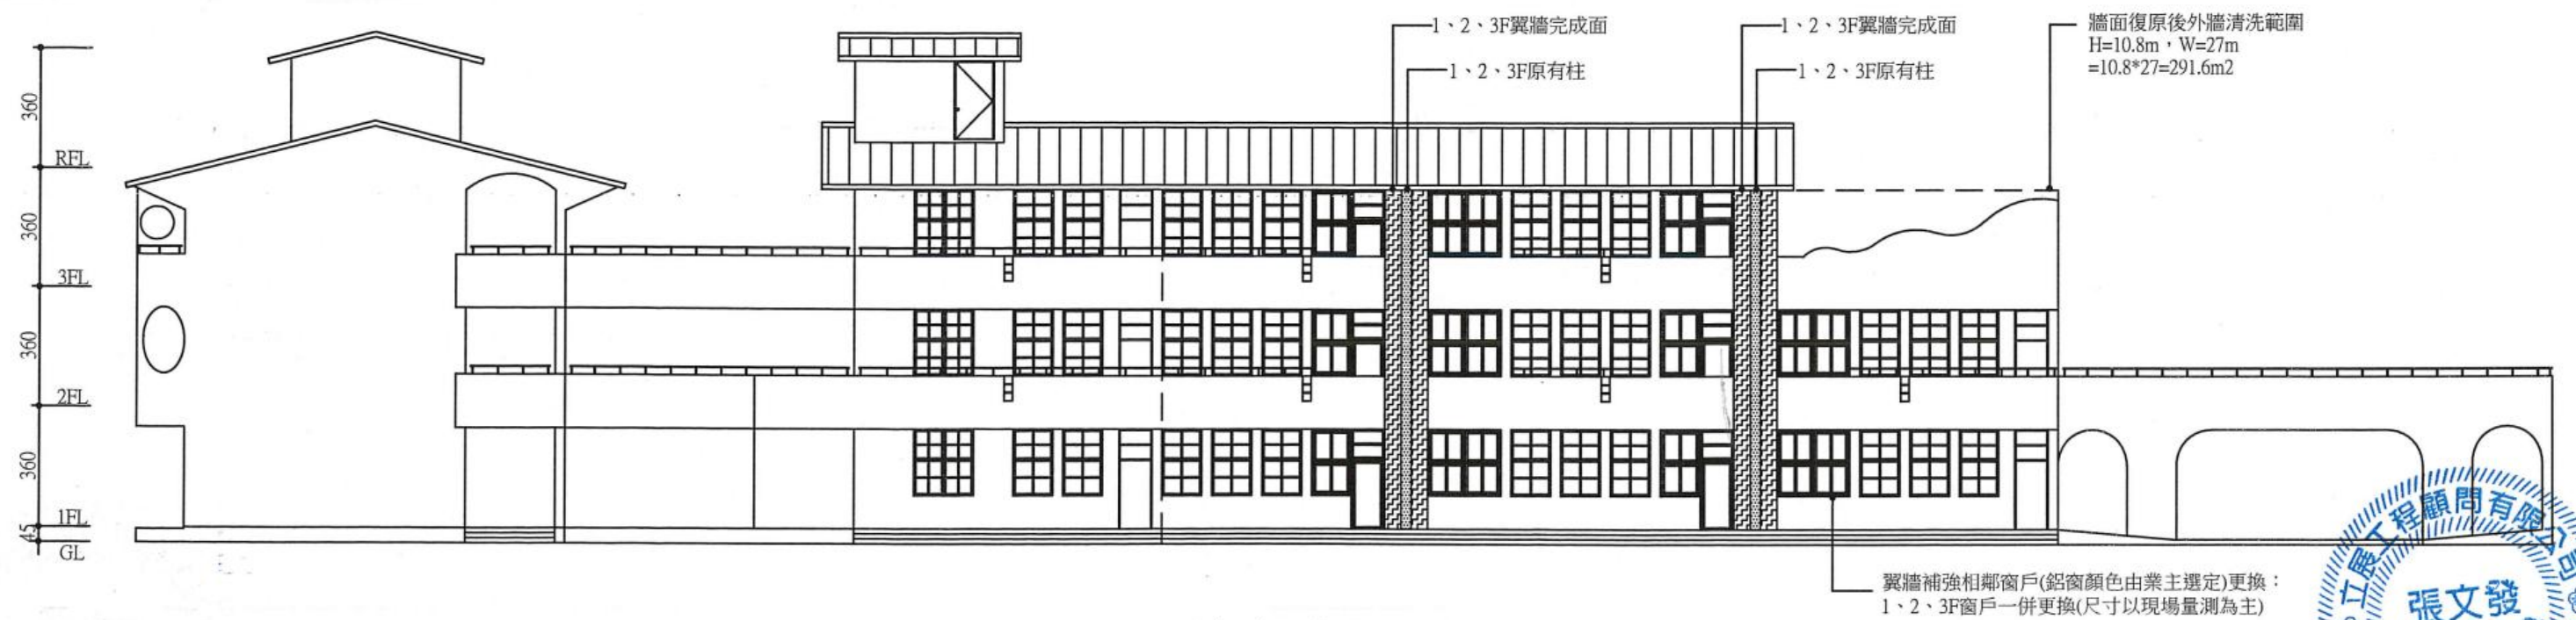 1、2、3F翼牆完成面
1、2、3F原有柱
1、2、3F翼牆完成面
1、2、3F原有柱
牆面復原後外牆清洗範圍
H=10.8m，W=27m
=10.8*27=291.6m2
360
RFL
360
3FL
360
2FL
360
1FL
45
GL
翼牆補強相鄰窗戶(鋁窗顏色由業主選定)更換：
1、2、3F窗戶一併更換(尺寸以現場量測為主)
立展工程顧問有限公司
張文發